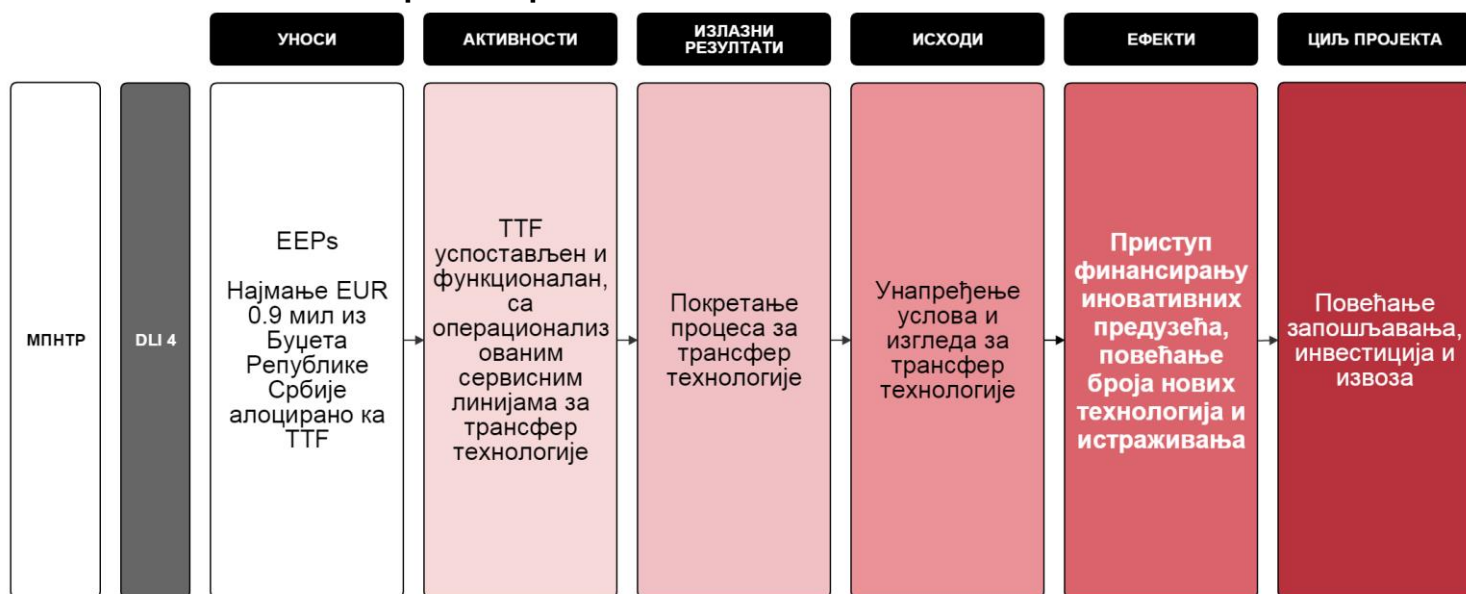 УНОСИ
АКТИВНОСТИ
ИЗЛАЗНИ
РЕЗУЛТАТИ
ИСХОДИ
ЕФЕКТИ
ЦИЉ ПРОЈЕКТА
МПНТР
DLI 4
EEPs
Најмање EUR
0.9 мил из
Буџета
Републике
Србије
алоцирано ка
TTF
TTF
успостављен и
функционалан,
са
операционализ
ованим
сервисним
линијама за
трансфер
технологије
Покретање
процеса за
трансфер
технологије
Унапређење
услова и
изгледа за
трансфер
технологије
Приступ
финансирању
иновативних
предузећа,
повећање
броја нових
технологија и
истраживања
Повећање
запошљавања,
инвестиција и
извоза